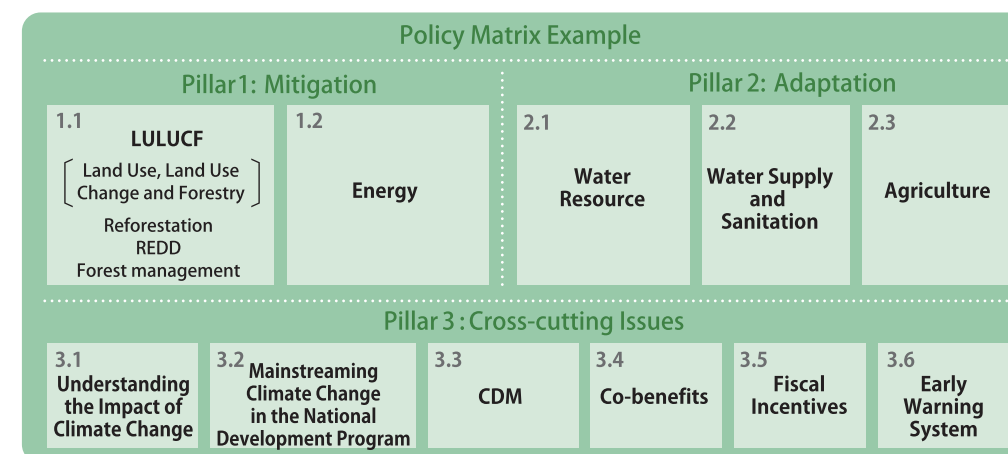 Policy Matrix Example
Pillar1: Mitigation
Pillar 2: Adaptation
1.1
LULUCF
Land Use, Land Use
Change and Forestry
Reforestation
REDD
Forest management
1.2
Energy
2.1
Water
Resource
2.2
Water Supply
and
Sanitation
2.3
Agriculture
Pillar 3 : Cross-cutting Issues
3.1
Understanding
the Impact of
Climate Change
3.2
Mainstreaming
Climate Change
in the National
Development Program
3.3
CDM
3.4
Co-benefits
3.5
Fiscal
Incentives
3.6
Early
Warning
System